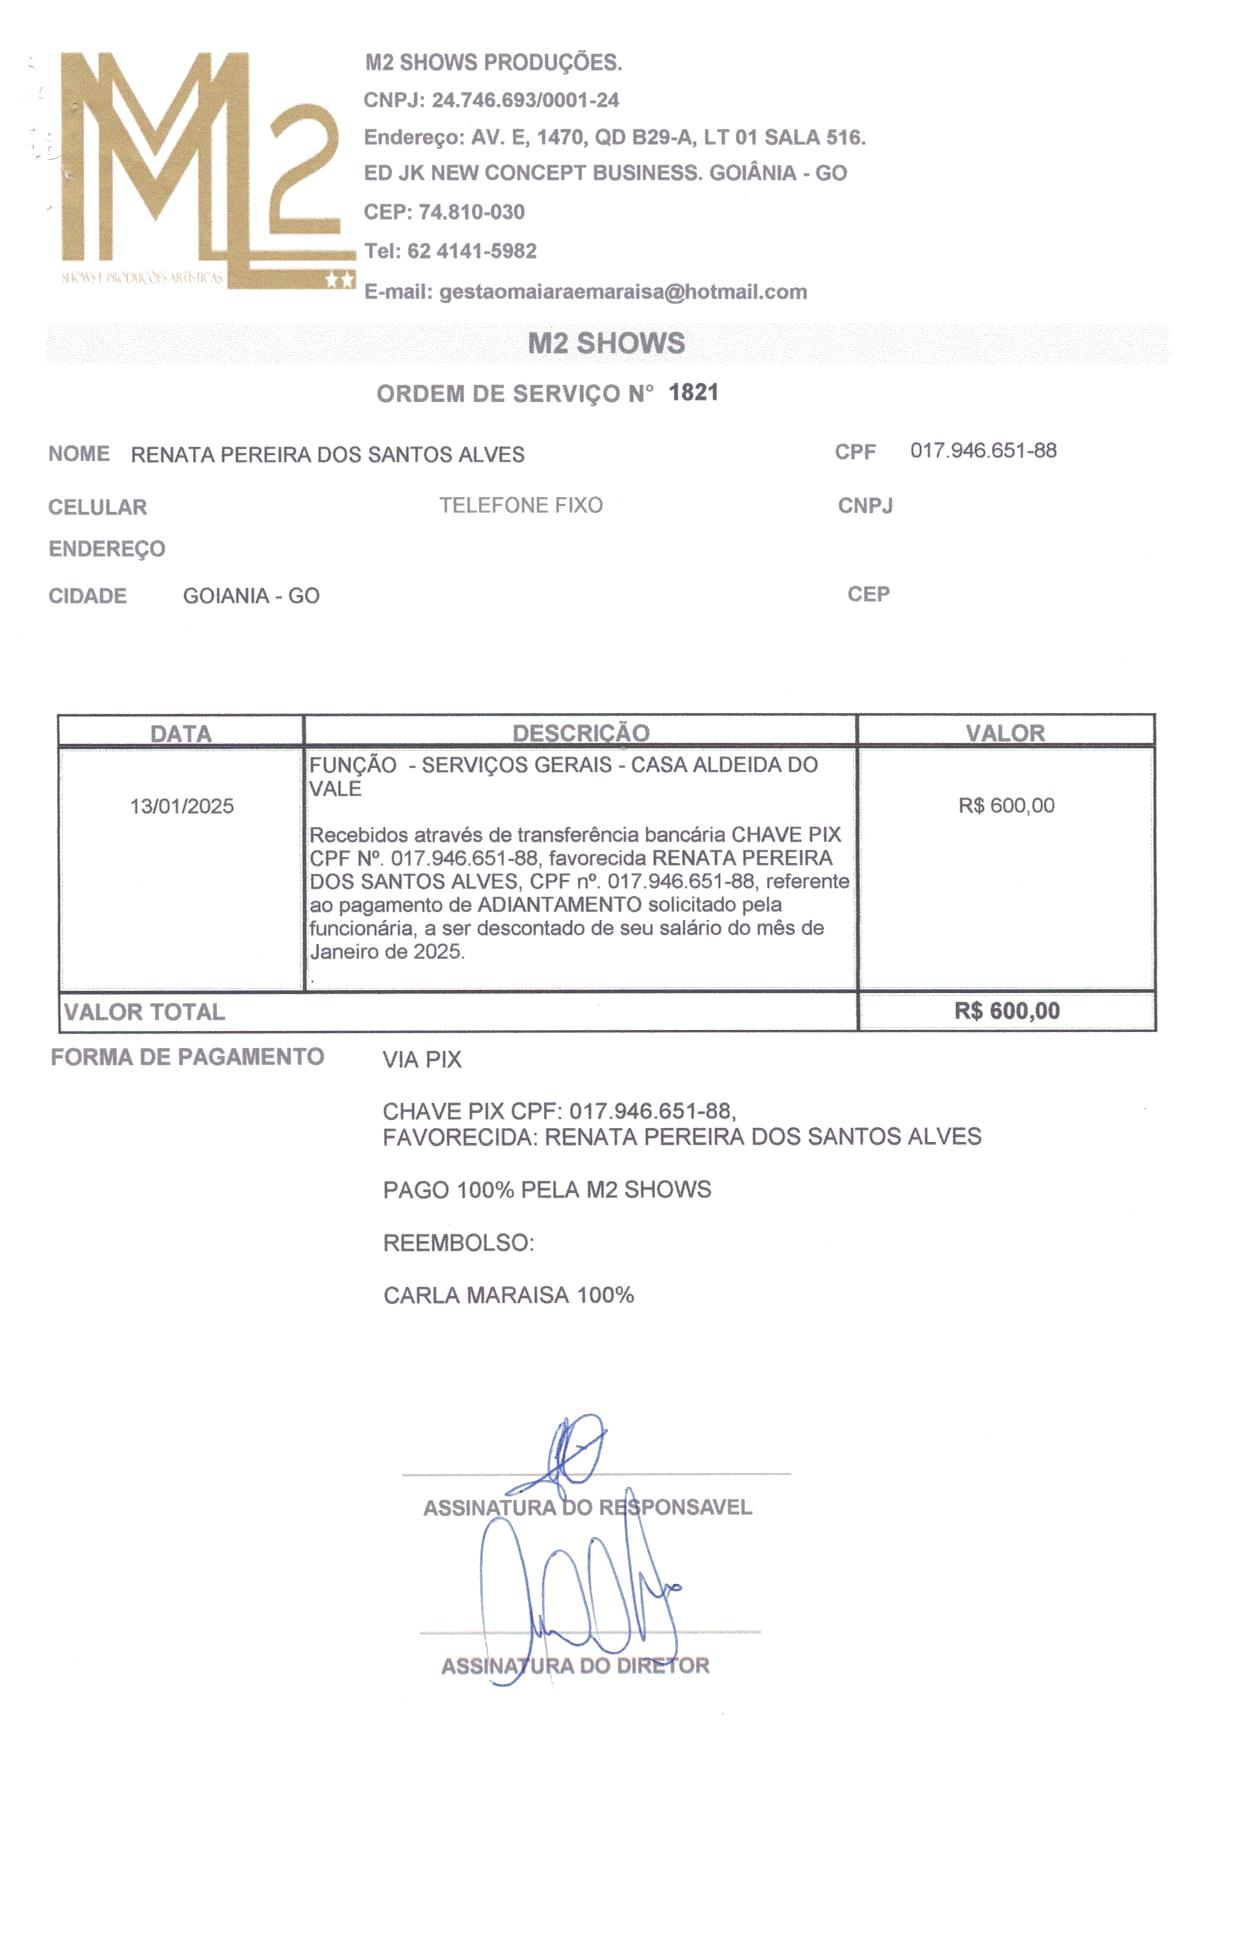 M2
SHOWS E PRODUÇÕES ARTÍSTICAS
M2 SHOWS PRODUÇÕES.
CNPJ: 24.746.693/0001-24
Endereço: AV. E, 1470, QD B29-A, LT 01 SALA 516.
ED JK NEW CONCEPT BUSINESS. GOIÂNIA - GO
CEP: 74.810-030
Tel: 62 4141-5982
E-mail: gestaomaiaraemaraisa@hotmail.com
M2 SHOWS
ORDEM DE SERVIÇO N° 1821
NOME RENATA PEREIRA DOS SANTOS ALVES CPF 017.946.651-88
CELULAR TELEFONE FIXO CNPJ
ENDEREÇO
CIDADE GOIANIA - GO CEP
DATA DESCRIÇÃO VALOR
FUNÇÃO - SERVIÇOS GERAIS - CASA ALDEIDA DO
VALE
13/01/2025 R$ 600,00
Recebidos através de transferência bancária CHAVE PIX
CPF Nº. 017.946.651-88, favorecida RENATA PEREIRA
DOS SANTOS ALVES, CPF nº. 017.946.651-88, referente
ao pagamento de ADIANTAMENTO solicitado pela
funcionária, a ser descontado de seu salário do mês de
Janeiro de 2025.
.
VALOR TOTAL R$ 600,00
FORMA DE PAGAMENTO VIA PIX
CHAVE PIX CPF: 017.946.651-88,
FAVORECIDA: RENATA PEREIRA DOS SANTOS ALVES
PAGO 100% PELA M2 SHOWS
REEMBOLSO:
CARLA MARAISA 100%
ASSINATURA DO RESPONSAVEL
ASSINATURA DO DIRETOR